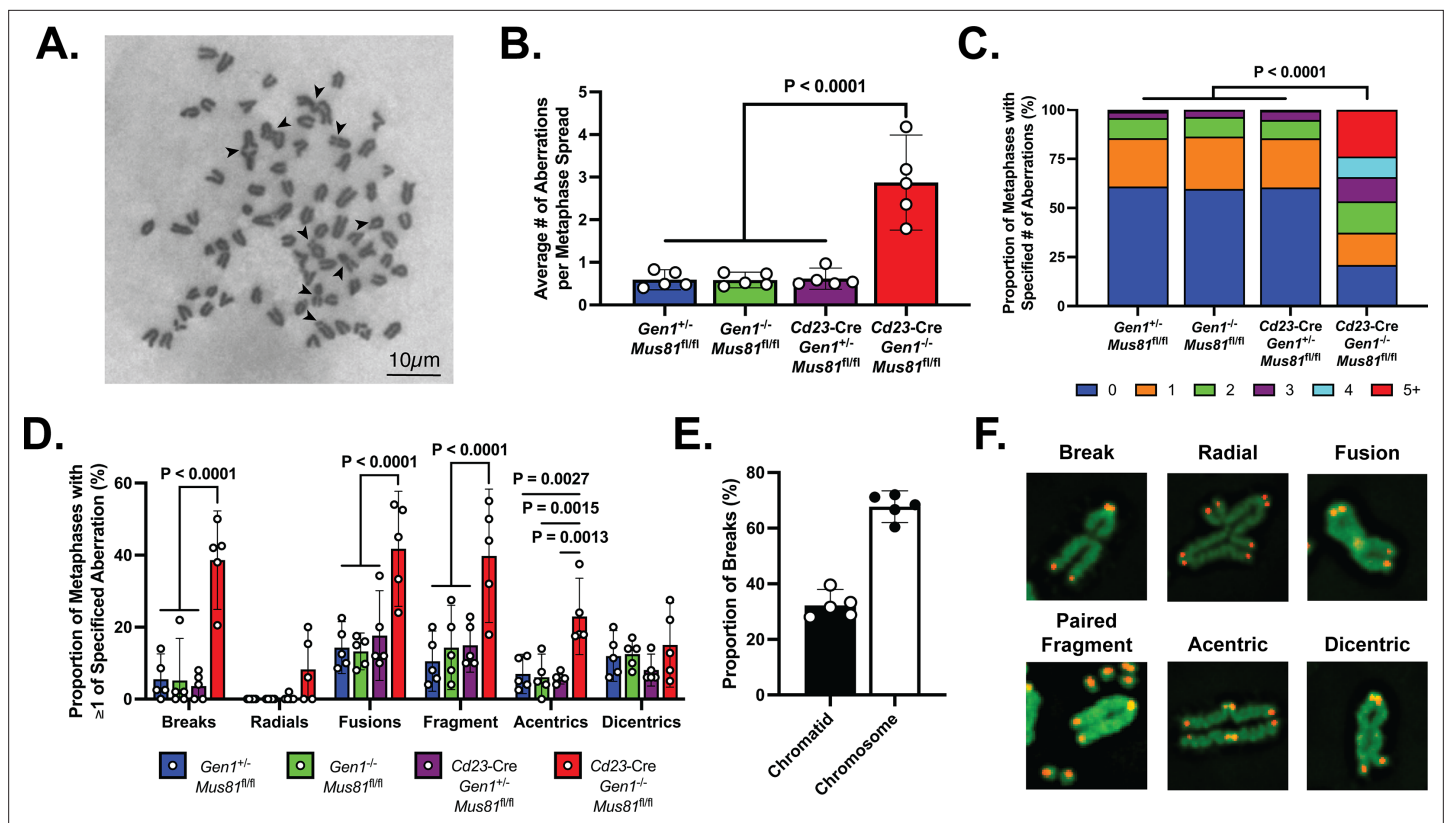 A.
10µm
B.
P < 0.0001
Average # of Aberrations
per Metaphase Spread
5
4
3
2
1
0
Gen1+/-
Mus81fl/fl
Gen1-/-
Mus81fl/fl
Cd23-Cre
Gen1+/-
Mus81fl/fl
Cd23-Cre
Gen1-/-
Mus81fl/fl
C.
P < 0.0001
Proportion of Metaphases with
Specified # of Aberrations (%)
100
75
50
25
0
Gen1+/-
Mus81fl/fl
Gen1-/-
Mus81fl/fl
Cd23-Cre
Gen1+/-
Mus81fl/fl
Cd23-Cre
Gen1-/-
Mus81fl/fl
0 1 2 3 4 5+
D.
Proportion of Metaphases with
≥1 of Specificed Aberration (%)
60
40
20
0
P < 0.0001
P < 0.0001
P < 0.0001
P = 0.0027
P = 0.0015
P = 0.0013
Breaks Radials Fusions Fragment Acentrics Dicentrics
Gen1+/-
Mus81fl/fl
Gen1-/-
Mus81fl/fl
Cd23-Cre
Gen1+/-
Mus81fl/fl
Cd23-Cre
Gen1-/-
Mus81fl/fl
E.
Proportion of Breaks (%)
80
60
40
20
0
Chromatid
Chromosome
F.
Break
Radial
Fusion
Paired
Fragment
Acentric
Dicentric